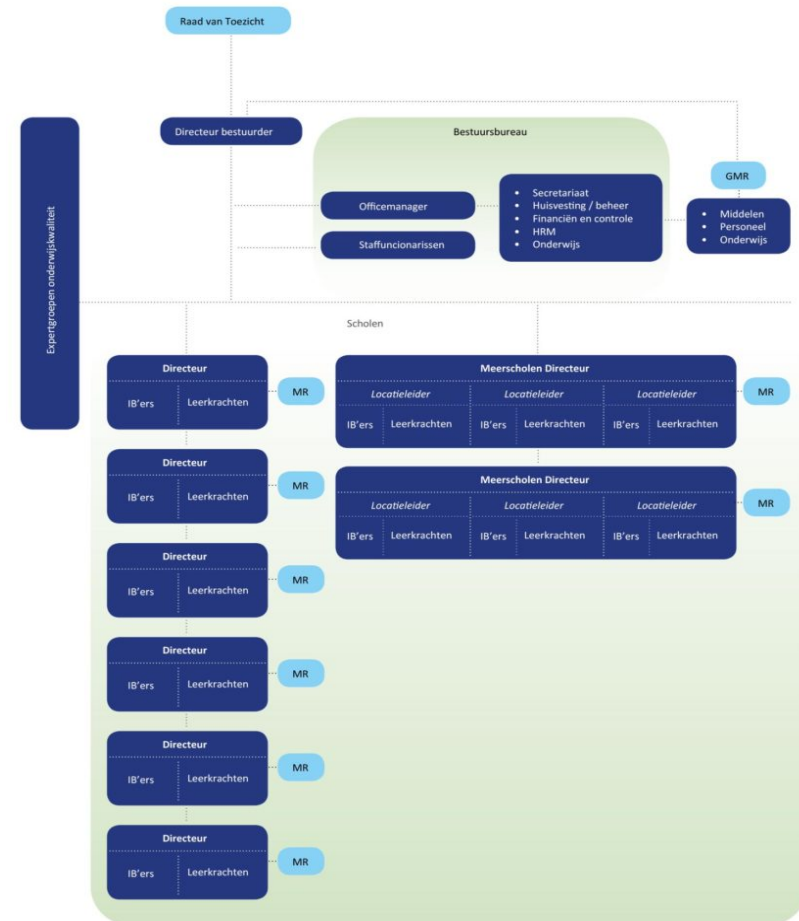 Raad van Toezicht
Expertgroepen onderwijskwaliteit
Directeur bestuurder
Bestuursbureau
Officemanager
Staffuncionarissen
• Secretariaat
• Huisvesting / beheer
• Financiën en controle
• HRM
• Onderwijs
GMR
• Middelen
• Personeel
• Onderwijs
Scholen
Directeur
IB'ers Leerkrachten
MR
Directeur
IB'ers Leerkrachten
MR
Directeur
IB'ers Leerkrachten
MR
Directeur
IB'ers Leerkrachten
MR
Directeur
IB'ers Leerkrachten
MR
Directeur
IB'ers Leerkrachten
MR
Meerscholen Directeur
Locatieleider Locatieleider Locatieleider
IB'ers Leerkrachten IB'ers Leerkrachten IB'ers Leerkrachten
MR
Meerscholen Directeur
Locatieleider Locatieleider Locatieleider
IB'ers Leerkrachten IB'ers Leerkrachten IB'ers Leerkrachten
MR